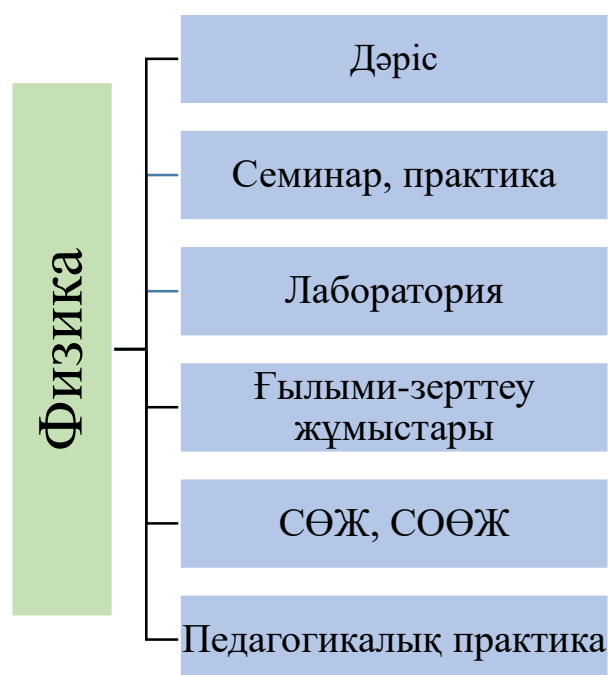 Физика
Дәріс
Семинар, практика
Лаборатория
Ғылыми-зерттеу
жұмыстары
СӨЖ, СОӨЖ
Педагогикалық практика